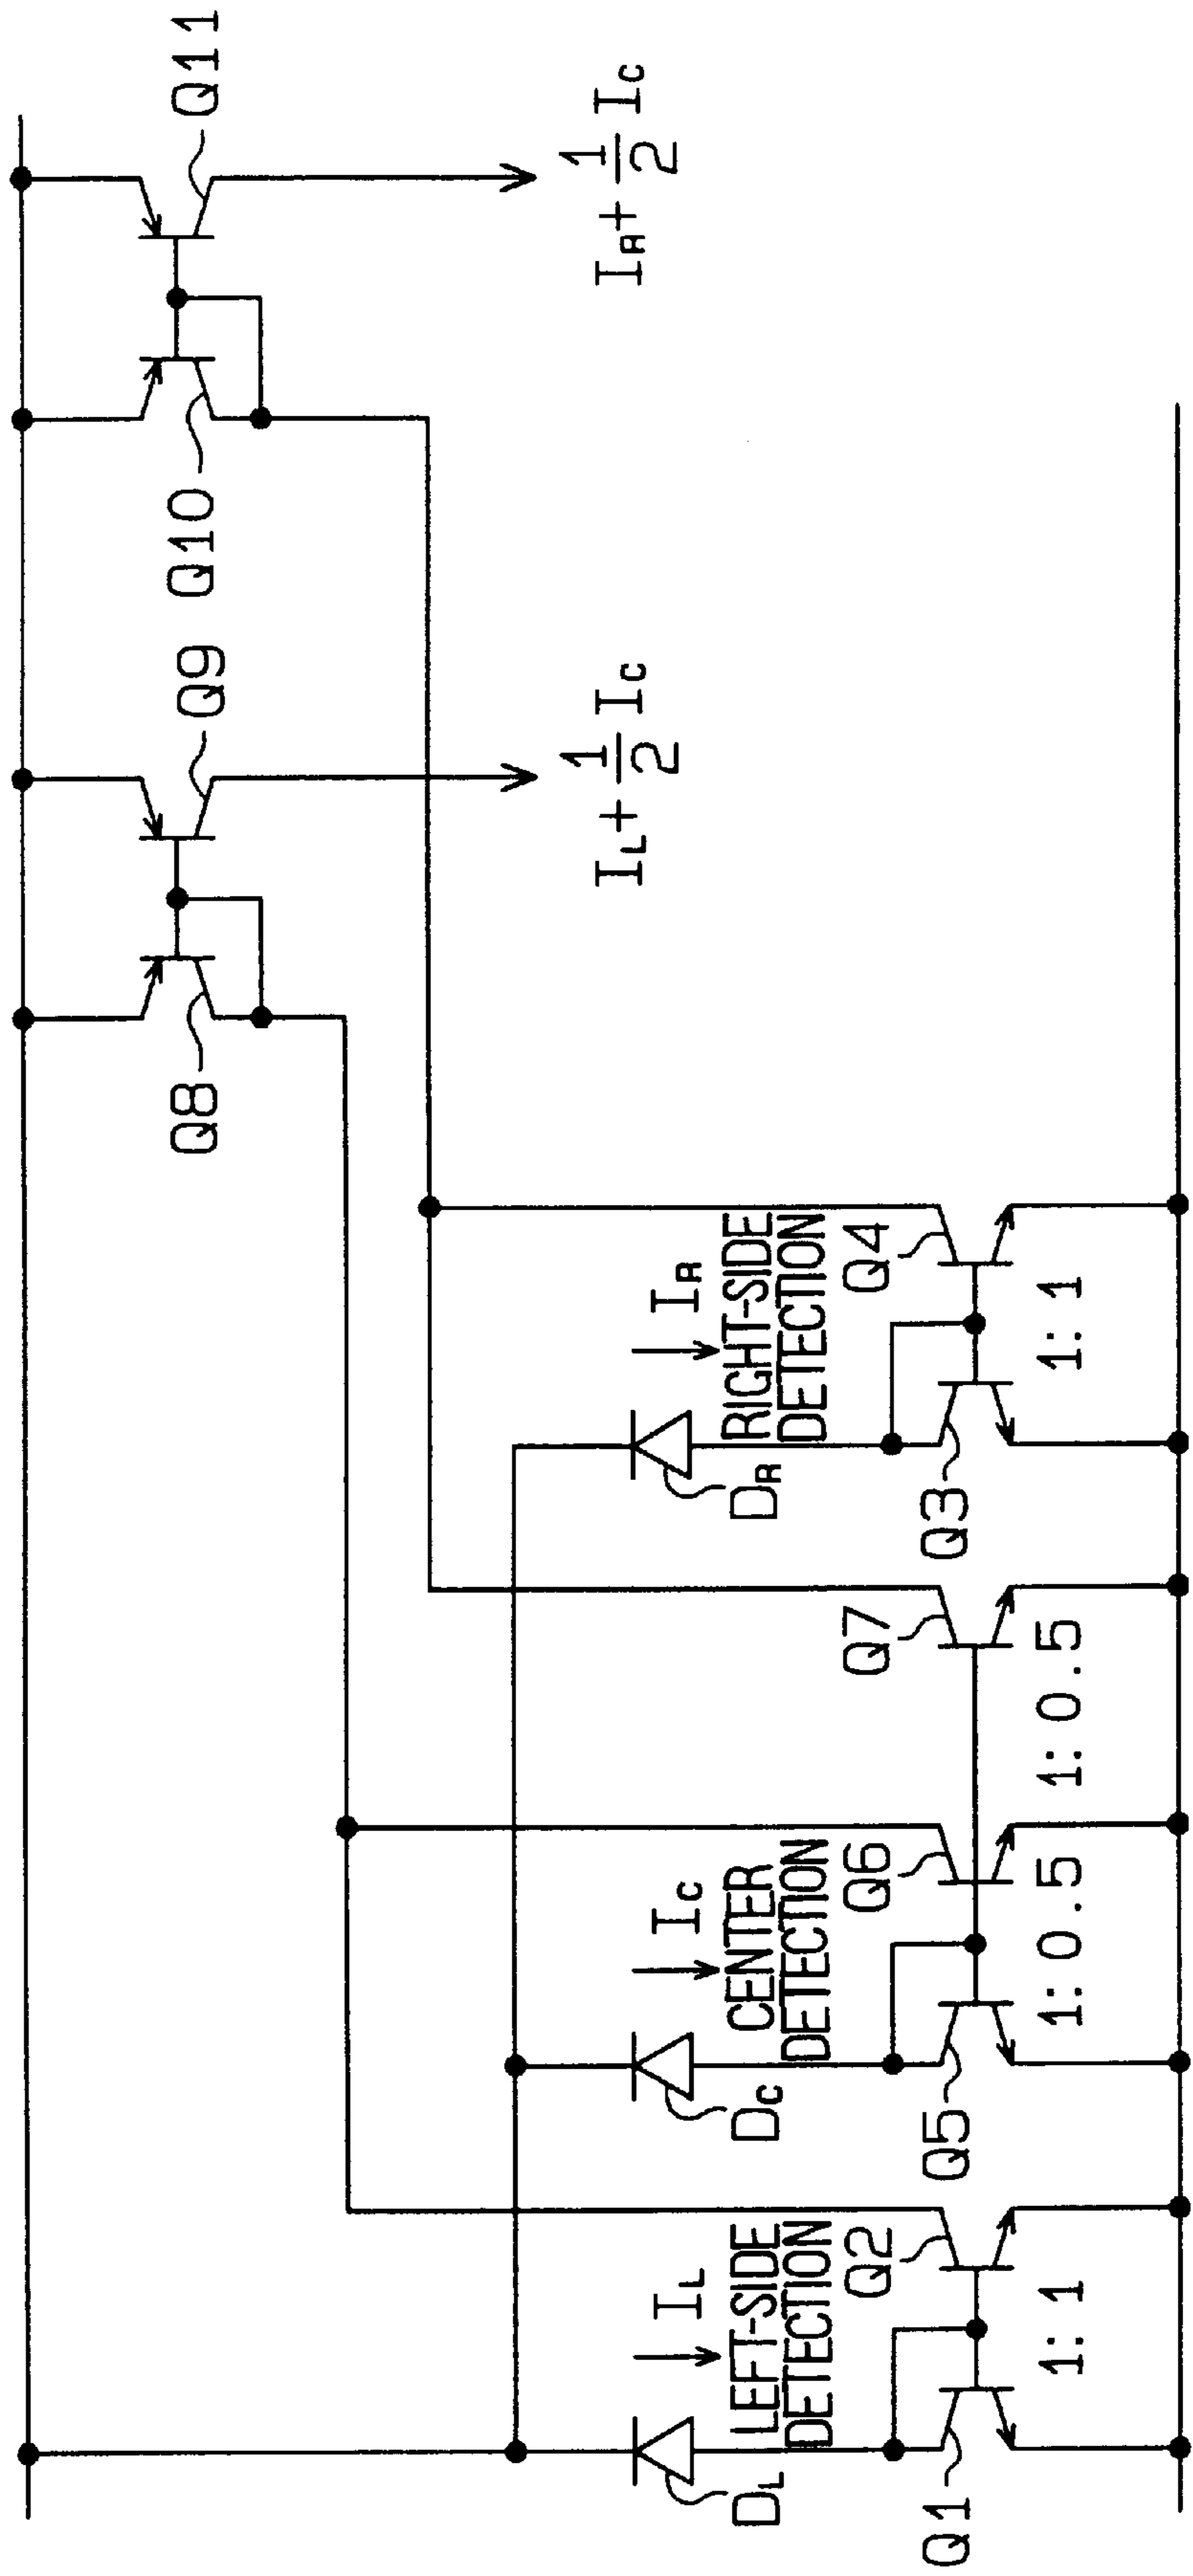 Q8
Q9
Q10
Q11
I_L + 1/2 I_C
I_R + 1/2 I_C
D_L
I_L
LEFT-SIDE
DETECTION
D_C
I_C
CENTER
DETECTION
D_R
I_R
RIGHT-SIDE
DETECTION
Q1
Q2
Q5
Q6
Q7
Q3
Q4
1:1
1:0.5
1:0.5
1:1